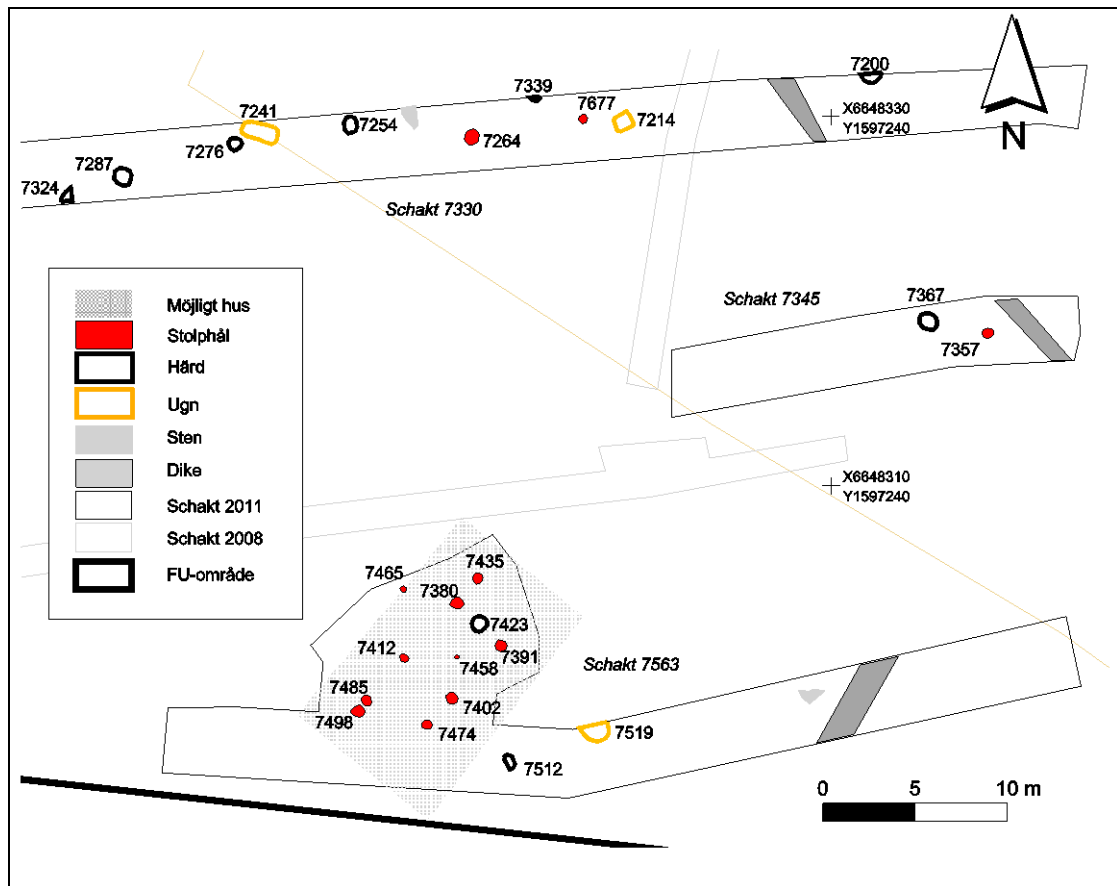 7200
7339
7241
7677
X6648330
Y1597240
7254
7264
7214
7276
N
7287
7324
Schakt 7330
Schakt 7345
7367
7357
Möjligt hus
Stolphål
Härd
Ugn
Sten
Dike
Schakt 2011
Schakt 2008
FU-område
X6648310
Y1597240
7435
7465
7380
7423
7412
7391
7458
Schakt 7563
7485
7402
7498
7474
7519
7512
0 5 10 m